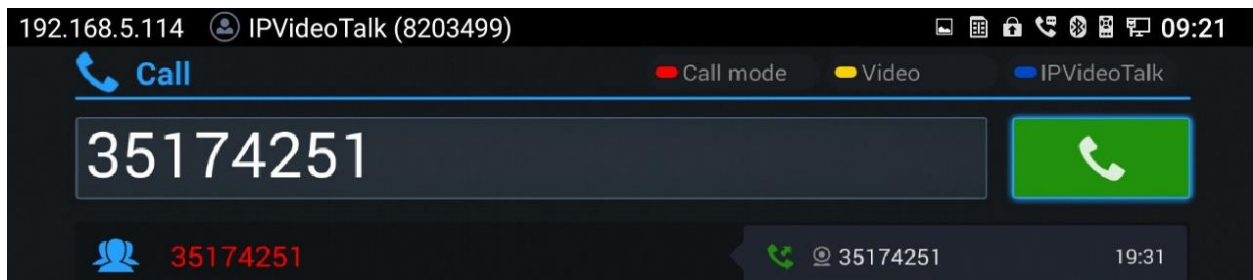 192.168.5.114 IPVideoTalk (8203499) 09:21
Call Call mode Video IPVideoTalk
35174251
35174251 35174251 19:31